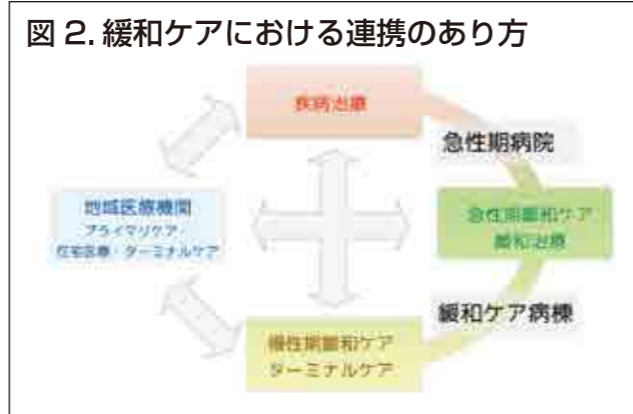 図 2. 緩和ケアにおける連携のあり方
疾病治療
急性期病院
地域医療機関
プライマリケア・
在宅医療・ターミナルケア
急性期緩和ケア
緩和治療
緩和ケア病棟
慢性期緩和ケア
ターミナルケア